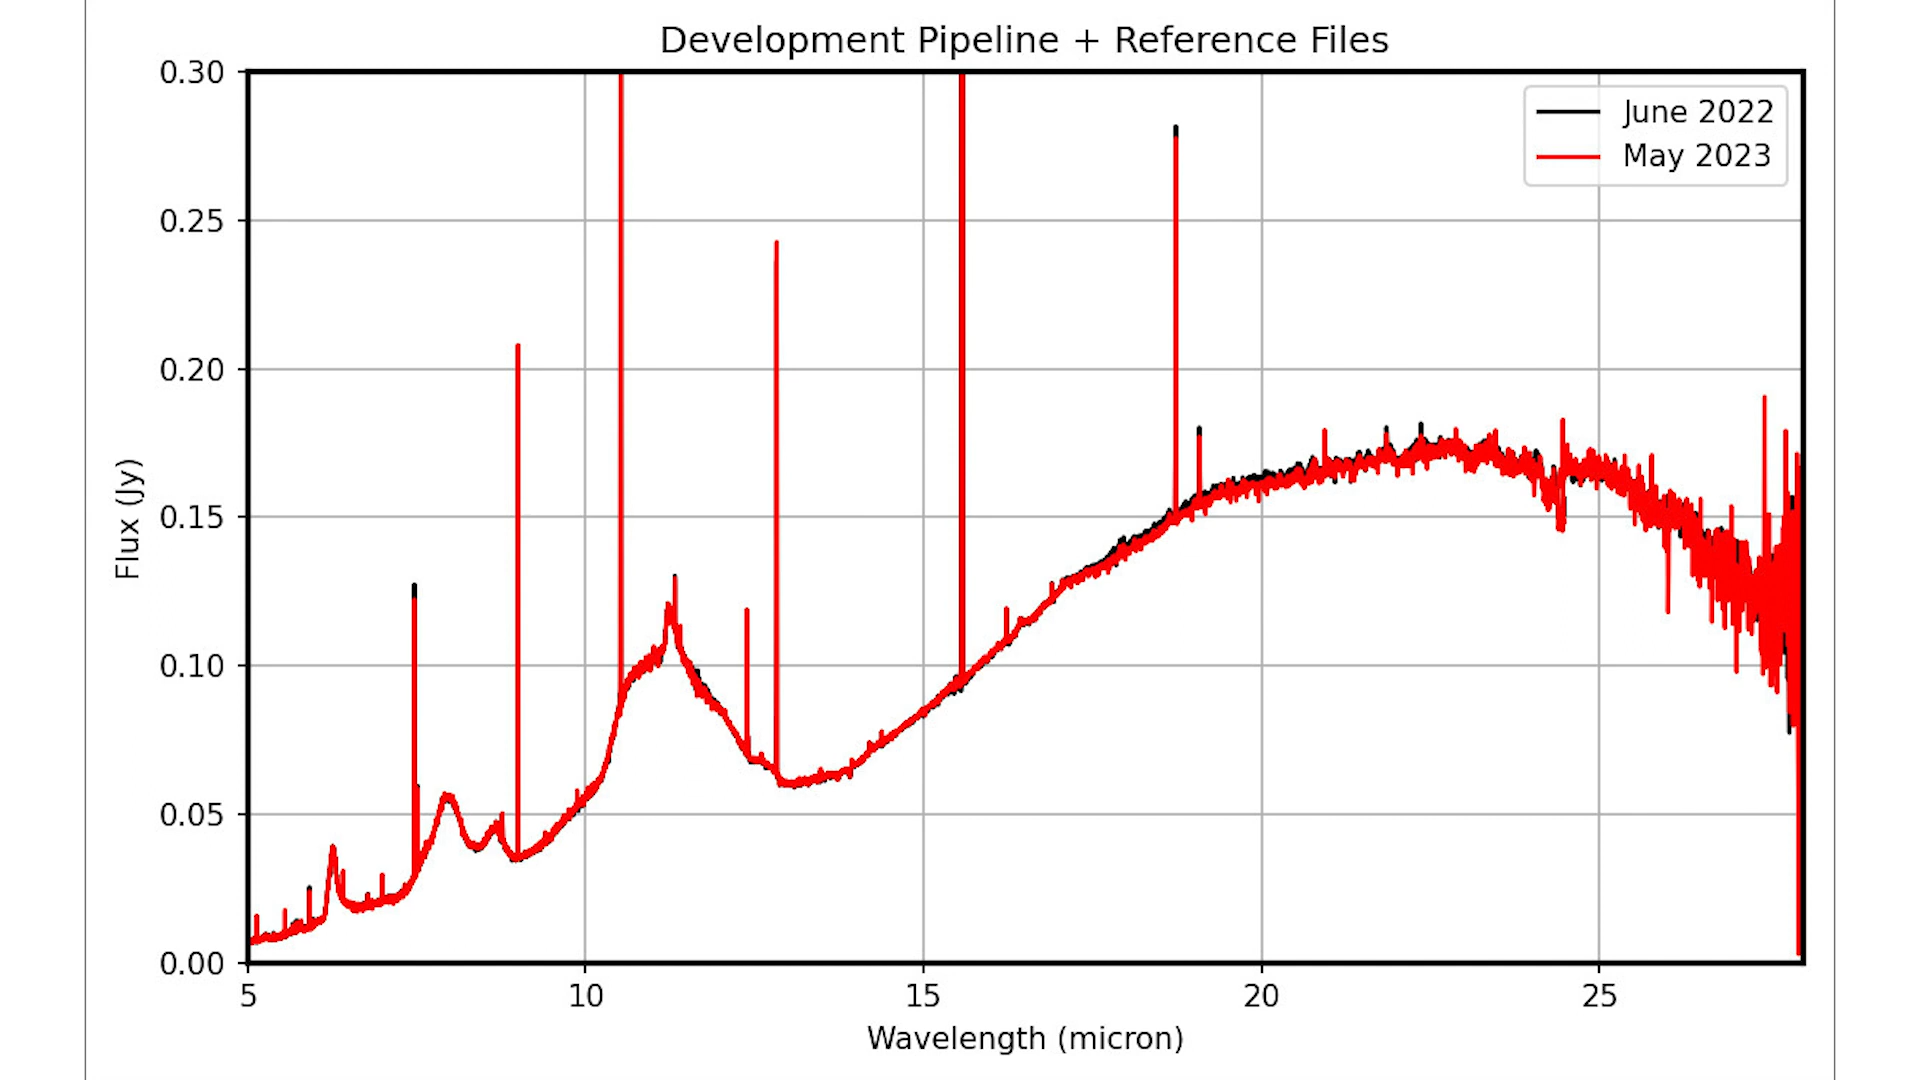 Development Pipeline + Reference Files
0.30
0.25
0.20
0.15
0.10
0.05
0.00
Flux (Jy)
June 2022
May 2023
5 10 15 20 25
Wavelength (micron)